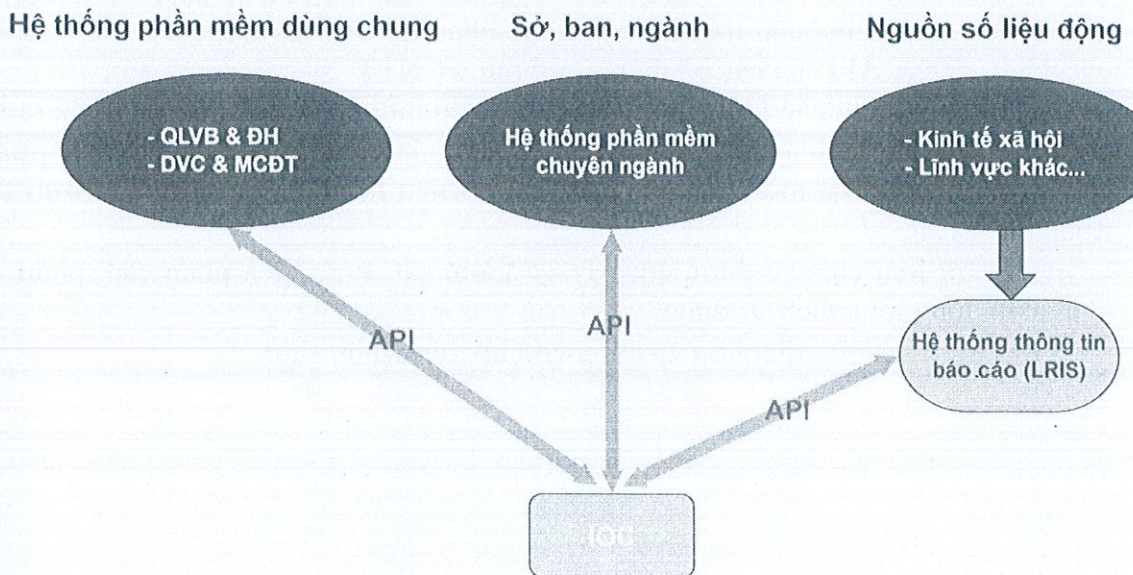 Hệ thống phần mềm dùng chung
Sở, ban, ngành
Nguồn số liệu động
- QLVB & ĐH
- DVC & MCĐT
Hệ thống phần mềm
chuyên ngành
- Kinh tế xã hội
- Lĩnh vực khác...
API
API
API
Hệ thống thông tin
báo cáo (LRIS)
IOC